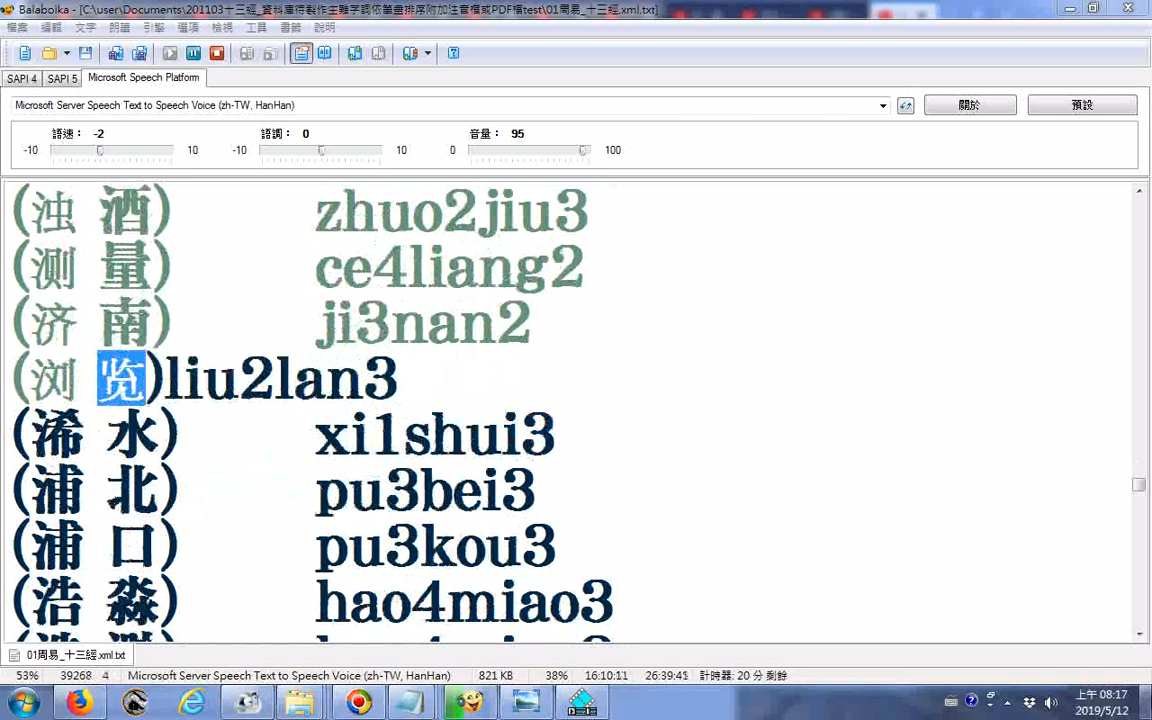 Balabolka - [C:\user\Documents\201103十三經_資料庫待製作生難字詞依筆畫排序附加注音檔或PDF檔test\01周易_十三經.xml.txt]
檔案 編輯 文字 朗讀 引擎 選項 檢視 工具 書籤 說明
SAPI 4 SAPI 5 Microsoft Speech Platform
Microsoft Server Speech Text to Speech Voice (zh-TW, HanHan) 關於 預設
語速： -2 語調： 0 音量： 95
-10 10 -10 10 0 100
(浊 酒) zhuo2jiu3
(测 量) ce4liang2
(济 南) ji3nan2
(浏 览)liu2lan3
(浠 水) xi1shui3
(浦 北) pu3bei3
(浦 口) pu3kou3
(浩 淼) hao4miao3
01周易_十三經.xml.txt
53% 39268 4 Microsoft Server Speech Text to Speech Voice (zh-TW, HanHan) 821 KB 38% 16:10:11 26:39:41 計時器: 20 分 剩餘
上午 08:17
2019/5/12